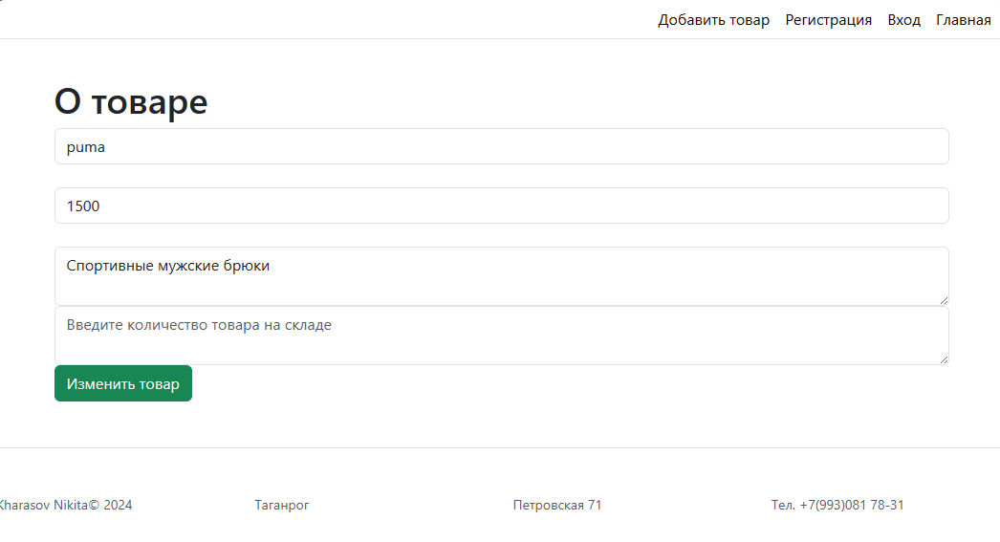 Добавить товар Регистрация Вход Главная
О товаре
puma
1500
Спортивные мужские брюки
Введите количество товара на складе
Изменить товар
Kharasov Nikita© 2024 Таганрог Петровская 71 Тел. +7(993)081 78-31